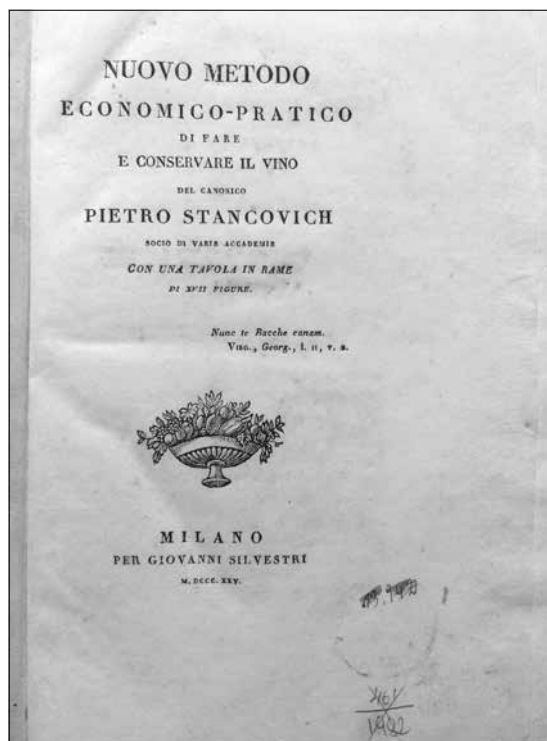 NUOVO METODO
ECONOMICO-PRATICO
DI FARE
E CONSERVARE IL VINO
DEL CANONICO
PIETRO STANCOVICH
SOCIO DI VARIE ACCADEMIE
CON UNA TAVOLA IN RAME
DI XVII FIGURE.
Nunc te Bacche canam.
VIRG., Georg., l. II, v. 2.
MILANO
PER GIOVANNI SILVESTRI
M. DCCC. XXV.